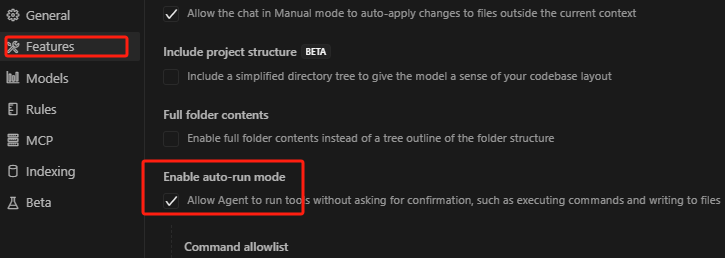 General
Features
Models
Rules
MCP
Indexing
Beta
Allow the chat in Manual mode to auto-apply changes to files outside the current context
Include project structure BETA
Include a simplified directory tree to give the model a sense of your codebase layout
Full folder contents
Enable full folder contents instead of a tree outline of the folder structure
Enable auto-run mode
Allow Agent to run tools without asking for confirmation, such as executing commands and writing to files
Command allowlist